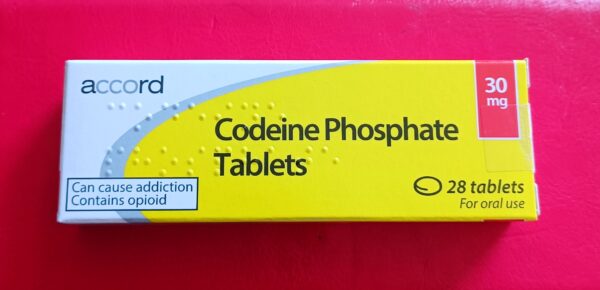 accord
30
mg
Codeine Phosphate
Tablets
Can cause addiction
Contains opioid
28 tablets
For oral use